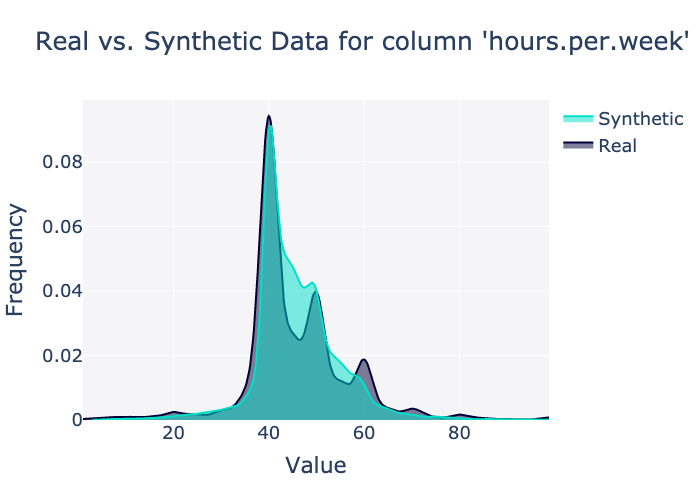 Real vs. Synthetic Data for column 'hours.per.week'
Synthetic
Real
Frequency
0.08
0.06
0.04
0.02
0
20 40 60 80
Value